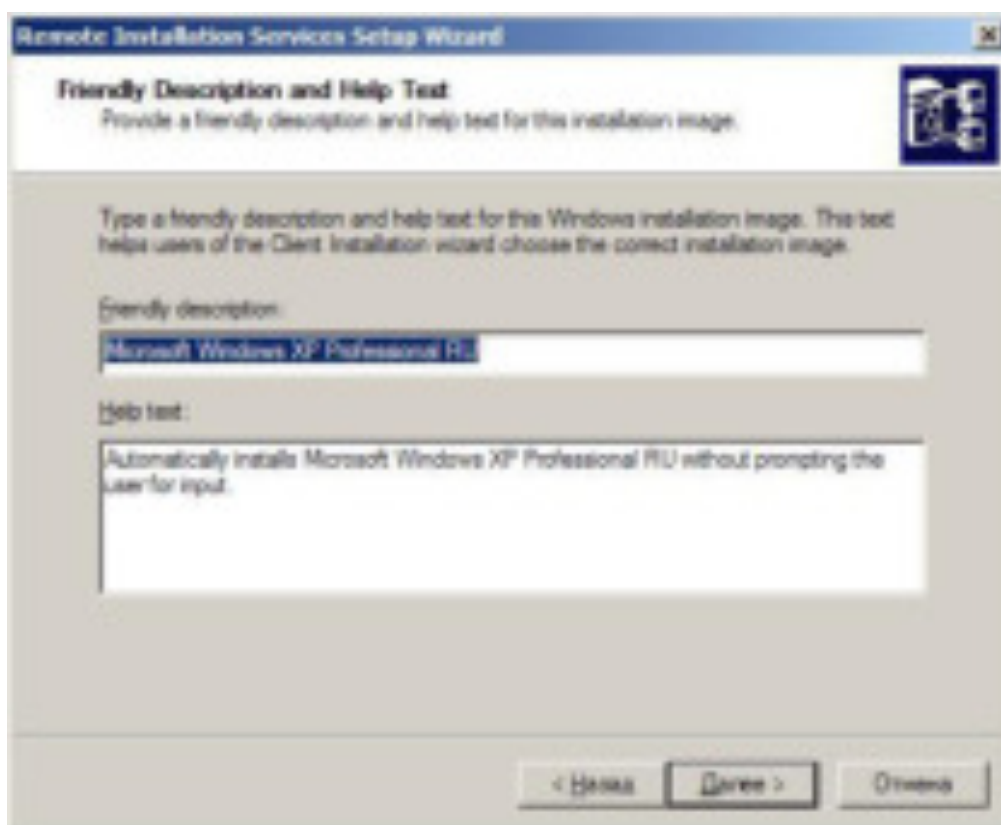 Remote Installation Services Setup Wizard
Friendly Description and Help Text
Provide a friendly description and help text for this installation image.
Type a friendly description and help text for this Windows installation image. This text
helps users of the Client Installation wizard choose the correct installation image.
Friendly description:
Microsoft Windows XP Professional RU
Help text:
Automatically installs Microsoft Windows XP Professional RU without prompting the
user for input.
< Назад
Далее >
Отмена